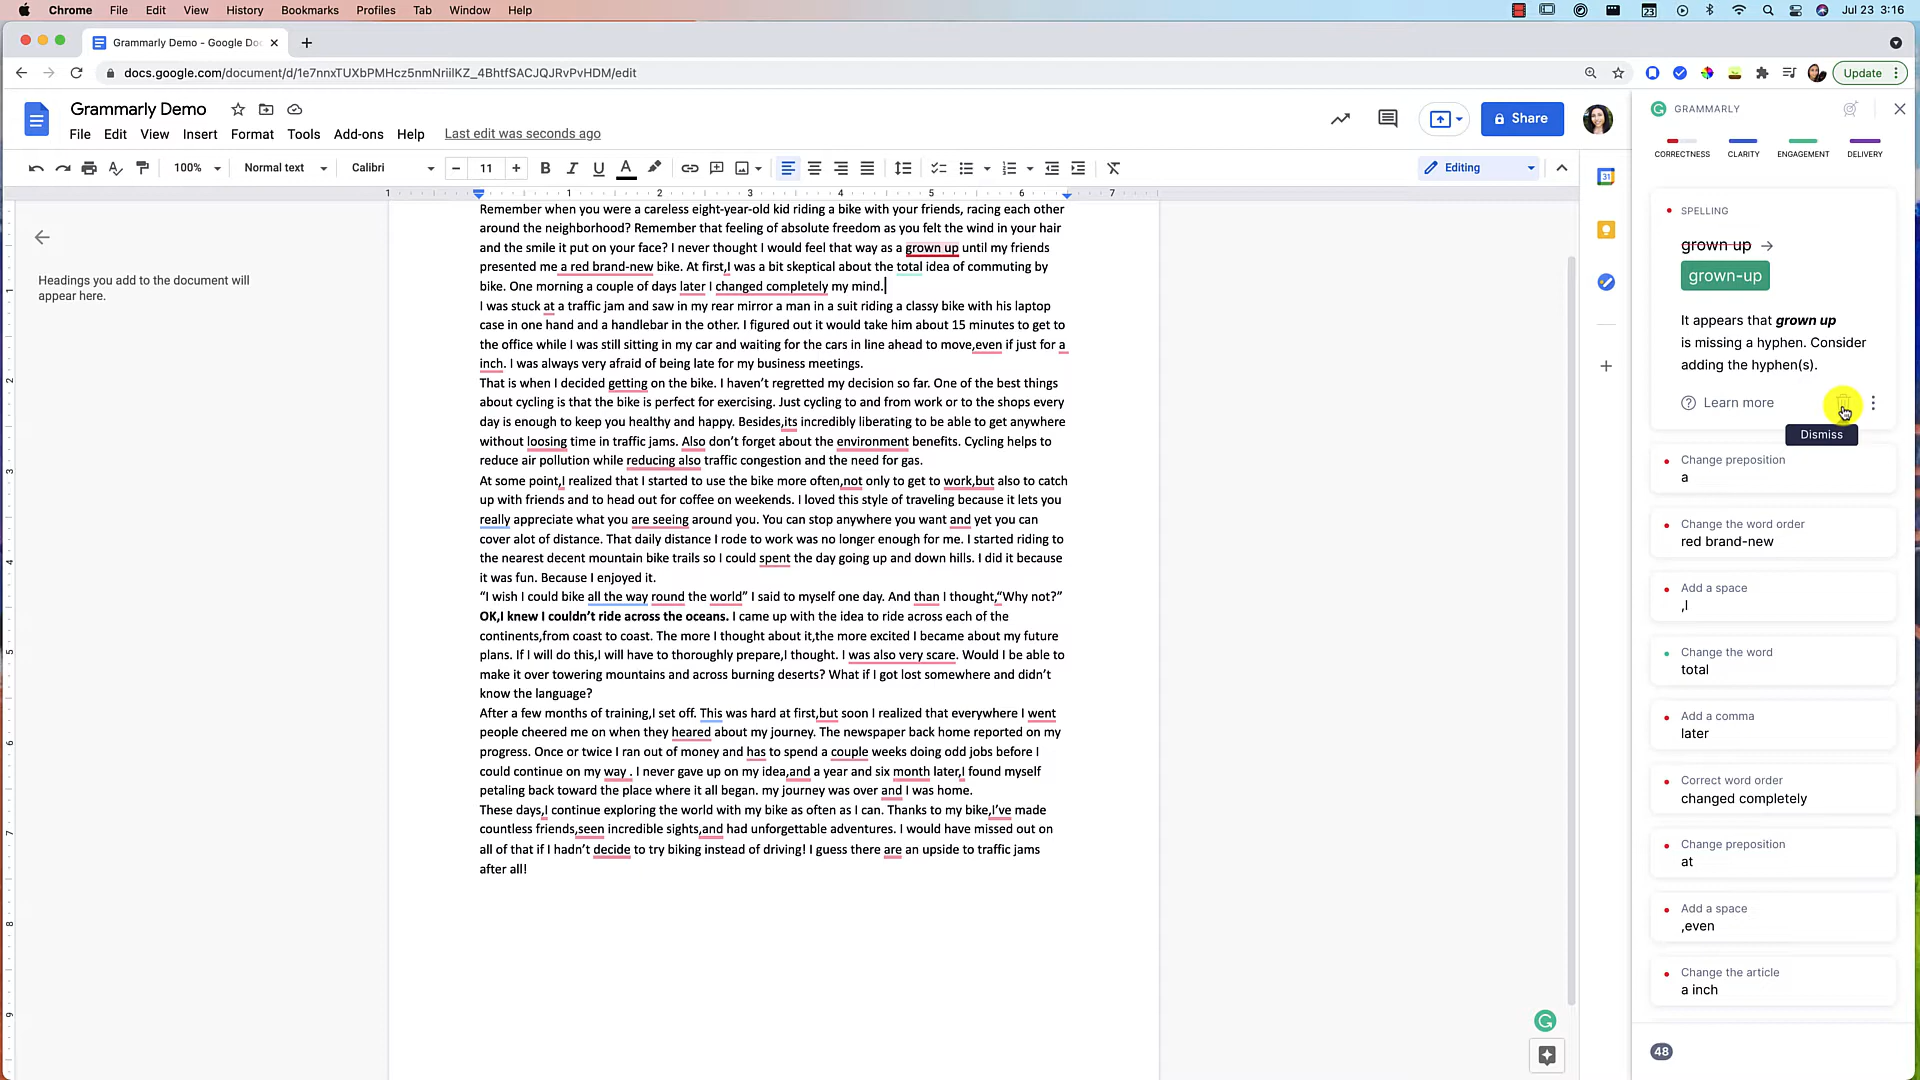 Chrome File Edit View History Bookmarks Profiles Tab Window Help 23 Jul 23 3:16
Grammarly Demo - Google Doc
docs.google.com/document/d/1e7nnxTUXbPMHcz5nmNriilKZ_4BhtfSACJQJRvPvHDM/edit
Update
Grammarly Demo
File Edit View Insert Format Tools Add-ons Help Last edit was seconds ago
Share
100% Normal text Calibri 11 B I U A Editing
1 1 2 3 4 5 6 7
Headings you add to the document will
appear here.
Remember when you were a careless eight-year-old kid riding a bike with your friends, racing each other
around the neighborhood? Remember that feeling of absolute freedom as you felt the wind in your hair
and the smile it put on your face? I never thought I would feel that way as a grown up until my friends
presented me a red brand-new bike. At first,I was a bit skeptical about the total idea of commuting by
bike. One morning a couple of days later I changed completely my mind.
I was stuck at a traffic jam and saw in my rear mirror a man in a suit riding a classy bike with his laptop
case in one hand and a handlebar in the other. I figured out it would take him about 15 minutes to get to
the office while I was still sitting in my car and waiting for the cars in line ahead to move,even if just for a
inch. I was always very afraid of being late for my business meetings.
That is when I decided getting on the bike. I haven't regretted my decision so far. One of the best things
about cycling is that the bike is perfect for exercising. Just cycling to and from work or to the shops every
day is enough to keep you healthy and happy. Besides,its incredibly liberating to be able to get anywhere
without loosing time in traffic jams. Also don't forget about the environment benefits. Cycling helps to
reduce air pollution while reducing also traffic congestion and the need for gas.
At some point,I realized that I started to use the bike more often,not only to get to work,but also to catch
up with friends and to head out for coffee on weekends. I loved this style of traveling because it lets you
really appreciate what you are seeing around you. You can stop anywhere you want and yet you can
cover alot of distance. That daily distance I rode to work was no longer enough for me. I started riding to
the nearest decent mountain bike trails so I could spent the day going up and down hills. I did it because
it was fun. Because I enjoyed it.
“I wish I could bike all the way round the world” I said to myself one day. And than I thought,“Why not?”
OK,I knew I couldn't ride across the oceans. I came up with the idea to ride across each of the
continents,from coast to coast. The more I thought about it,the more excited I became about my future
plans. If I will do this,I will have to thoroughly prepare,I thought. I was also very scare. Would I be able to
make it over towering mountains and across burning deserts? What if I got lost somewhere and didn't
know the language?
After a few months of training,I set off. This was hard at first,but soon I realized that everywhere I went
people cheered me on when they heared about my journey. The newspaper back home reported on my
progress. Once or twice I ran out of money and has to spend a couple weeks doing odd jobs before I
could continue on my way . I never gave up on my idea,and a year and six month later,I found myself
petaling back toward the place where it all began. my journey was over and I was home.
These days,I continue exploring the world with my bike as often as I can. Thanks to my bike,I've made
countless friends,seen incredible sights,and had unforgettable adventures. I would have missed out on
all of that if I hadn't decide to try biking instead of driving! I guess there are an upside to traffic jams
after all!
2
3
4
5
6
7
8
9
31
GRAMMARLY
CORRECTNESS CLARITY ENGAGEMENT DELIVERY
SPELLING
grown up →
grown-up
It appears that grown up
is missing a hyphen. Consider
adding the hyphen(s).
Learn more
Dismiss
Change preposition
a
Change the word order
red brand-new
Add a space
,I
Change the word
total
Add a comma
later
Correct word order
changed completely
Change preposition
at
Add a space
,even
Change the article
a inch
48